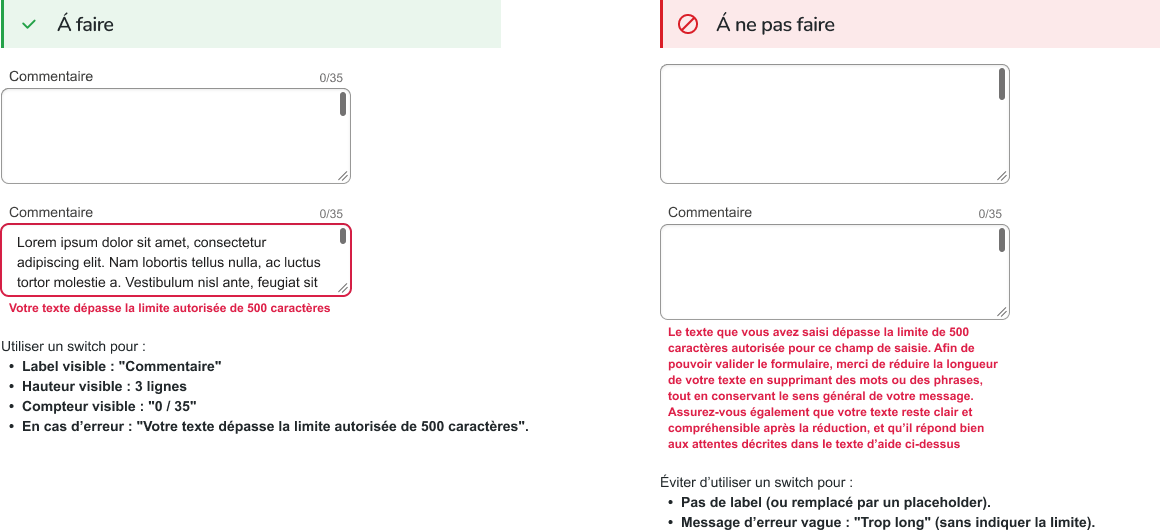 Á faire
Commentaire
0/35
Commentaire
0/35
Lorem ipsum dolor sit amet, consectetur
adipiscing elit. Nam lobortis tellus nulla, ac luctus
tortor molestie a. Vestibulum nisl ante, feugiat sit
Votre texte dépasse la limite autorisée de 500 caractères
Utiliser un switch pour :
• Label visible : "Commentaire"
• Hauteur visible : 3 lignes
• Compteur visible : "0 / 35"
• En cas d’erreur : "Votre texte dépasse la limite autorisée de 500 caractères".
Á ne pas faire
Commentaire
0/35
Le texte que vous avez saisi dépasse la limite de 500
caractères autorisée pour ce champ de saisie. Afin de
pouvoir valider le formulaire, merci de réduire la longueur
de votre texte en supprimant des mots ou des phrases,
tout en conservant le sens général de votre message.
Assurez-vous également que votre texte reste clair et
compréhensible après la réduction, et qu’il répond bien
aux attentes décrites dans le texte d’aide ci-dessus
Éviter d’utiliser un switch pour :
• Pas de label (ou remplacé par un placeholder).
• Message d’erreur vague : "Trop long" (sans indiquer la limite).